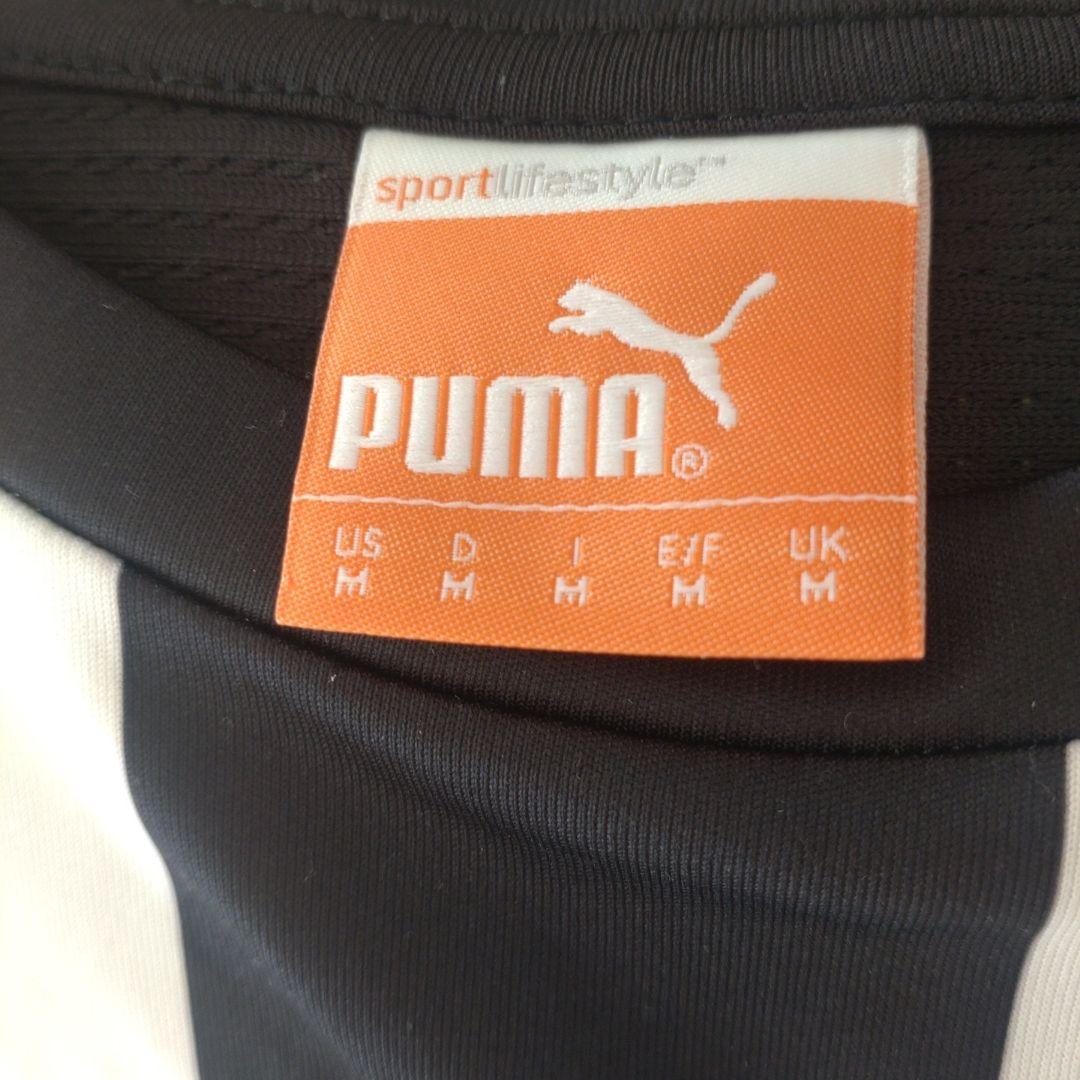 sportlifestyle™
PUMA®
US D I E/F UK
M M M M M